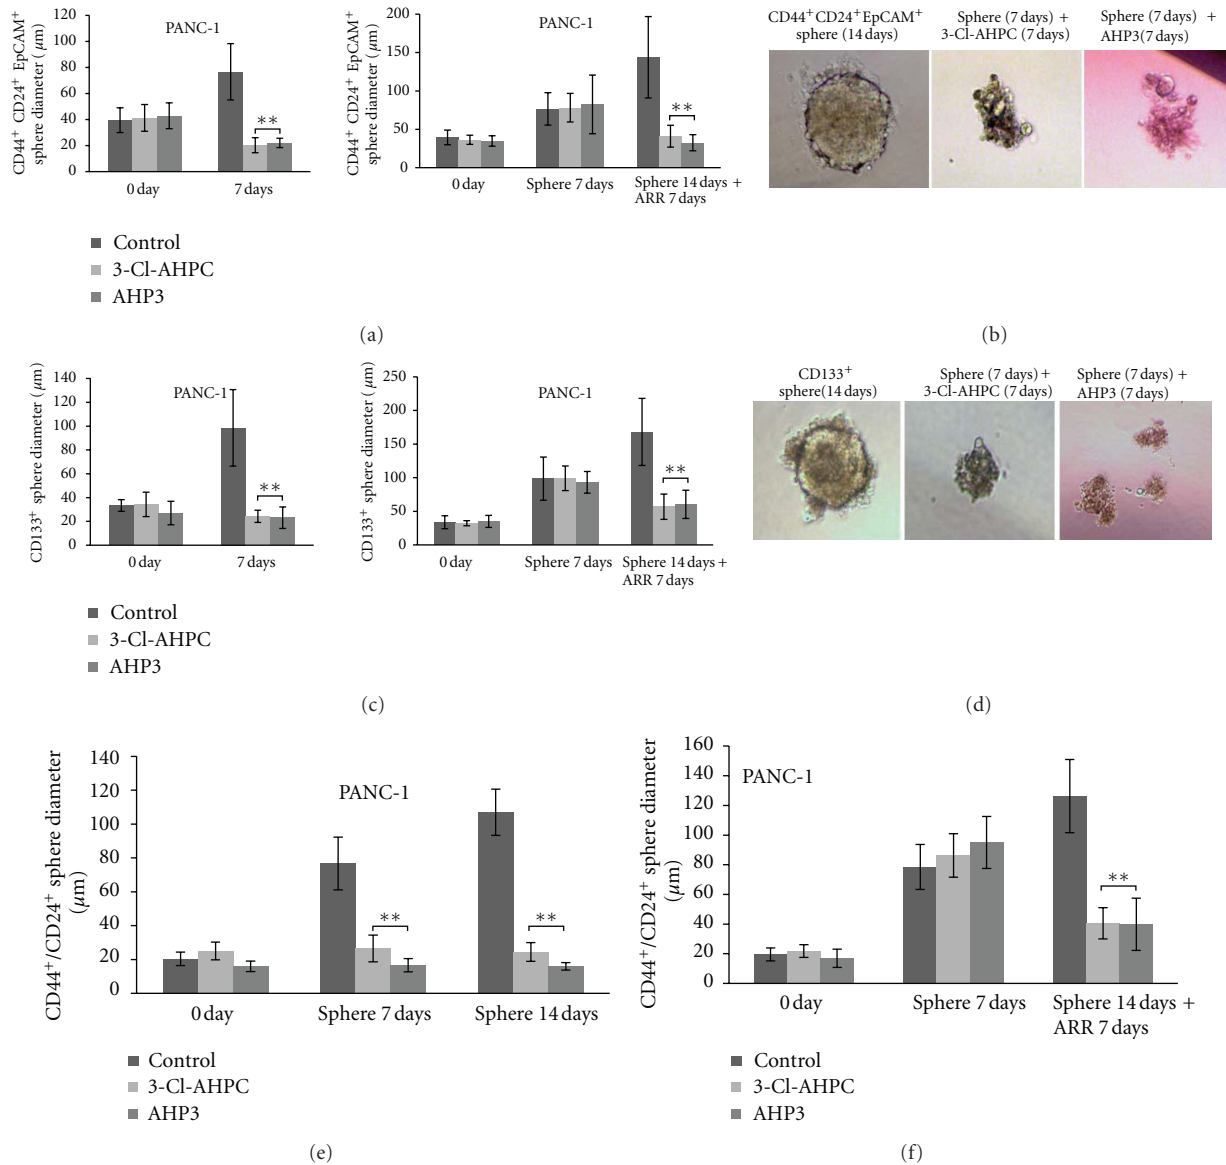 CD44+ CD24+ EpCAM+
sphere diameter (μm)
120
100
80
60
40
20
0
PANC-1
**
0 day
7 days
CD44+ CD24+ EpCAM+
sphere diameter (μm)
200
150
100
50
0
PANC-1
**
0 day
Sphere 7 days
Sphere 14 days +
ARR 7 days
Control
3-Cl-AHPC
AHP3
(a)
CD44+CD24+EpCAM+
sphere (14 days)
Sphere (7 days) +
3-Cl-AHPC (7 days)
Sphere (7 days) +
AHP3(7 days)
(b)
CD133+ sphere diameter (μm)
140
120
100
80
60
40
20
0
PANC-1
**
0 day
7 days
CD133+ sphere diameter (μm)
250
200
150
100
50
0
PANC-1
**
0 day
Sphere 7 days
Sphere 14 days +
ARR 7 days
Control
3-Cl-AHPC
AHP3
(c)
CD133+
sphere(14 days)
Sphere (7 days) +
3-Cl-AHPC (7 days)
Sphere (7 days) +
AHP3 (7 days)
(d)
CD44+/CD24+ sphere diameter
(μm)
140
120
100
80
60
40
20
0
PANC-1
**
**
0 day
Sphere 7 days
Sphere 14 days
Control
3-Cl-AHPC
AHP3
(e)
CD44+/CD24+ sphere diameter
(μm)
160
140
120
100
80
60
40
20
0
PANC-1
**
0 day
Sphere 7 days
Sphere 14 days +
ARR 7 days
Control
3-Cl-AHPC
AHP3
(f)